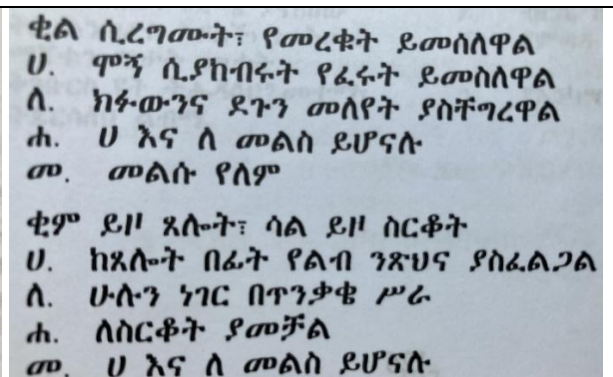 ቂል ሲረግሙት፣ የመረቁት ይመስለዋል
ሀ. ሞኝ ሲያከብሩት የፈሩት ይመስለዋል
ለ. ክፉውንና ደጉን መለየት ያስቸግረዋል
ሐ. ሀ እና ለ መልስ ይሆናሉ
መ. መልሱ የለም
ቂም ይዞ ጸሎት፣ ሳል ይዞ ስርቆት
ሀ. ከጸሎት በፊት የልብ ንጽህና ያስፈልጋል
ለ. ሁሉን ነገር በጥንቃቄ ሥራ
ሐ. ለስርቆት ያመቻል
መ. ሀ እና ለ መልስ ይሆናሉ